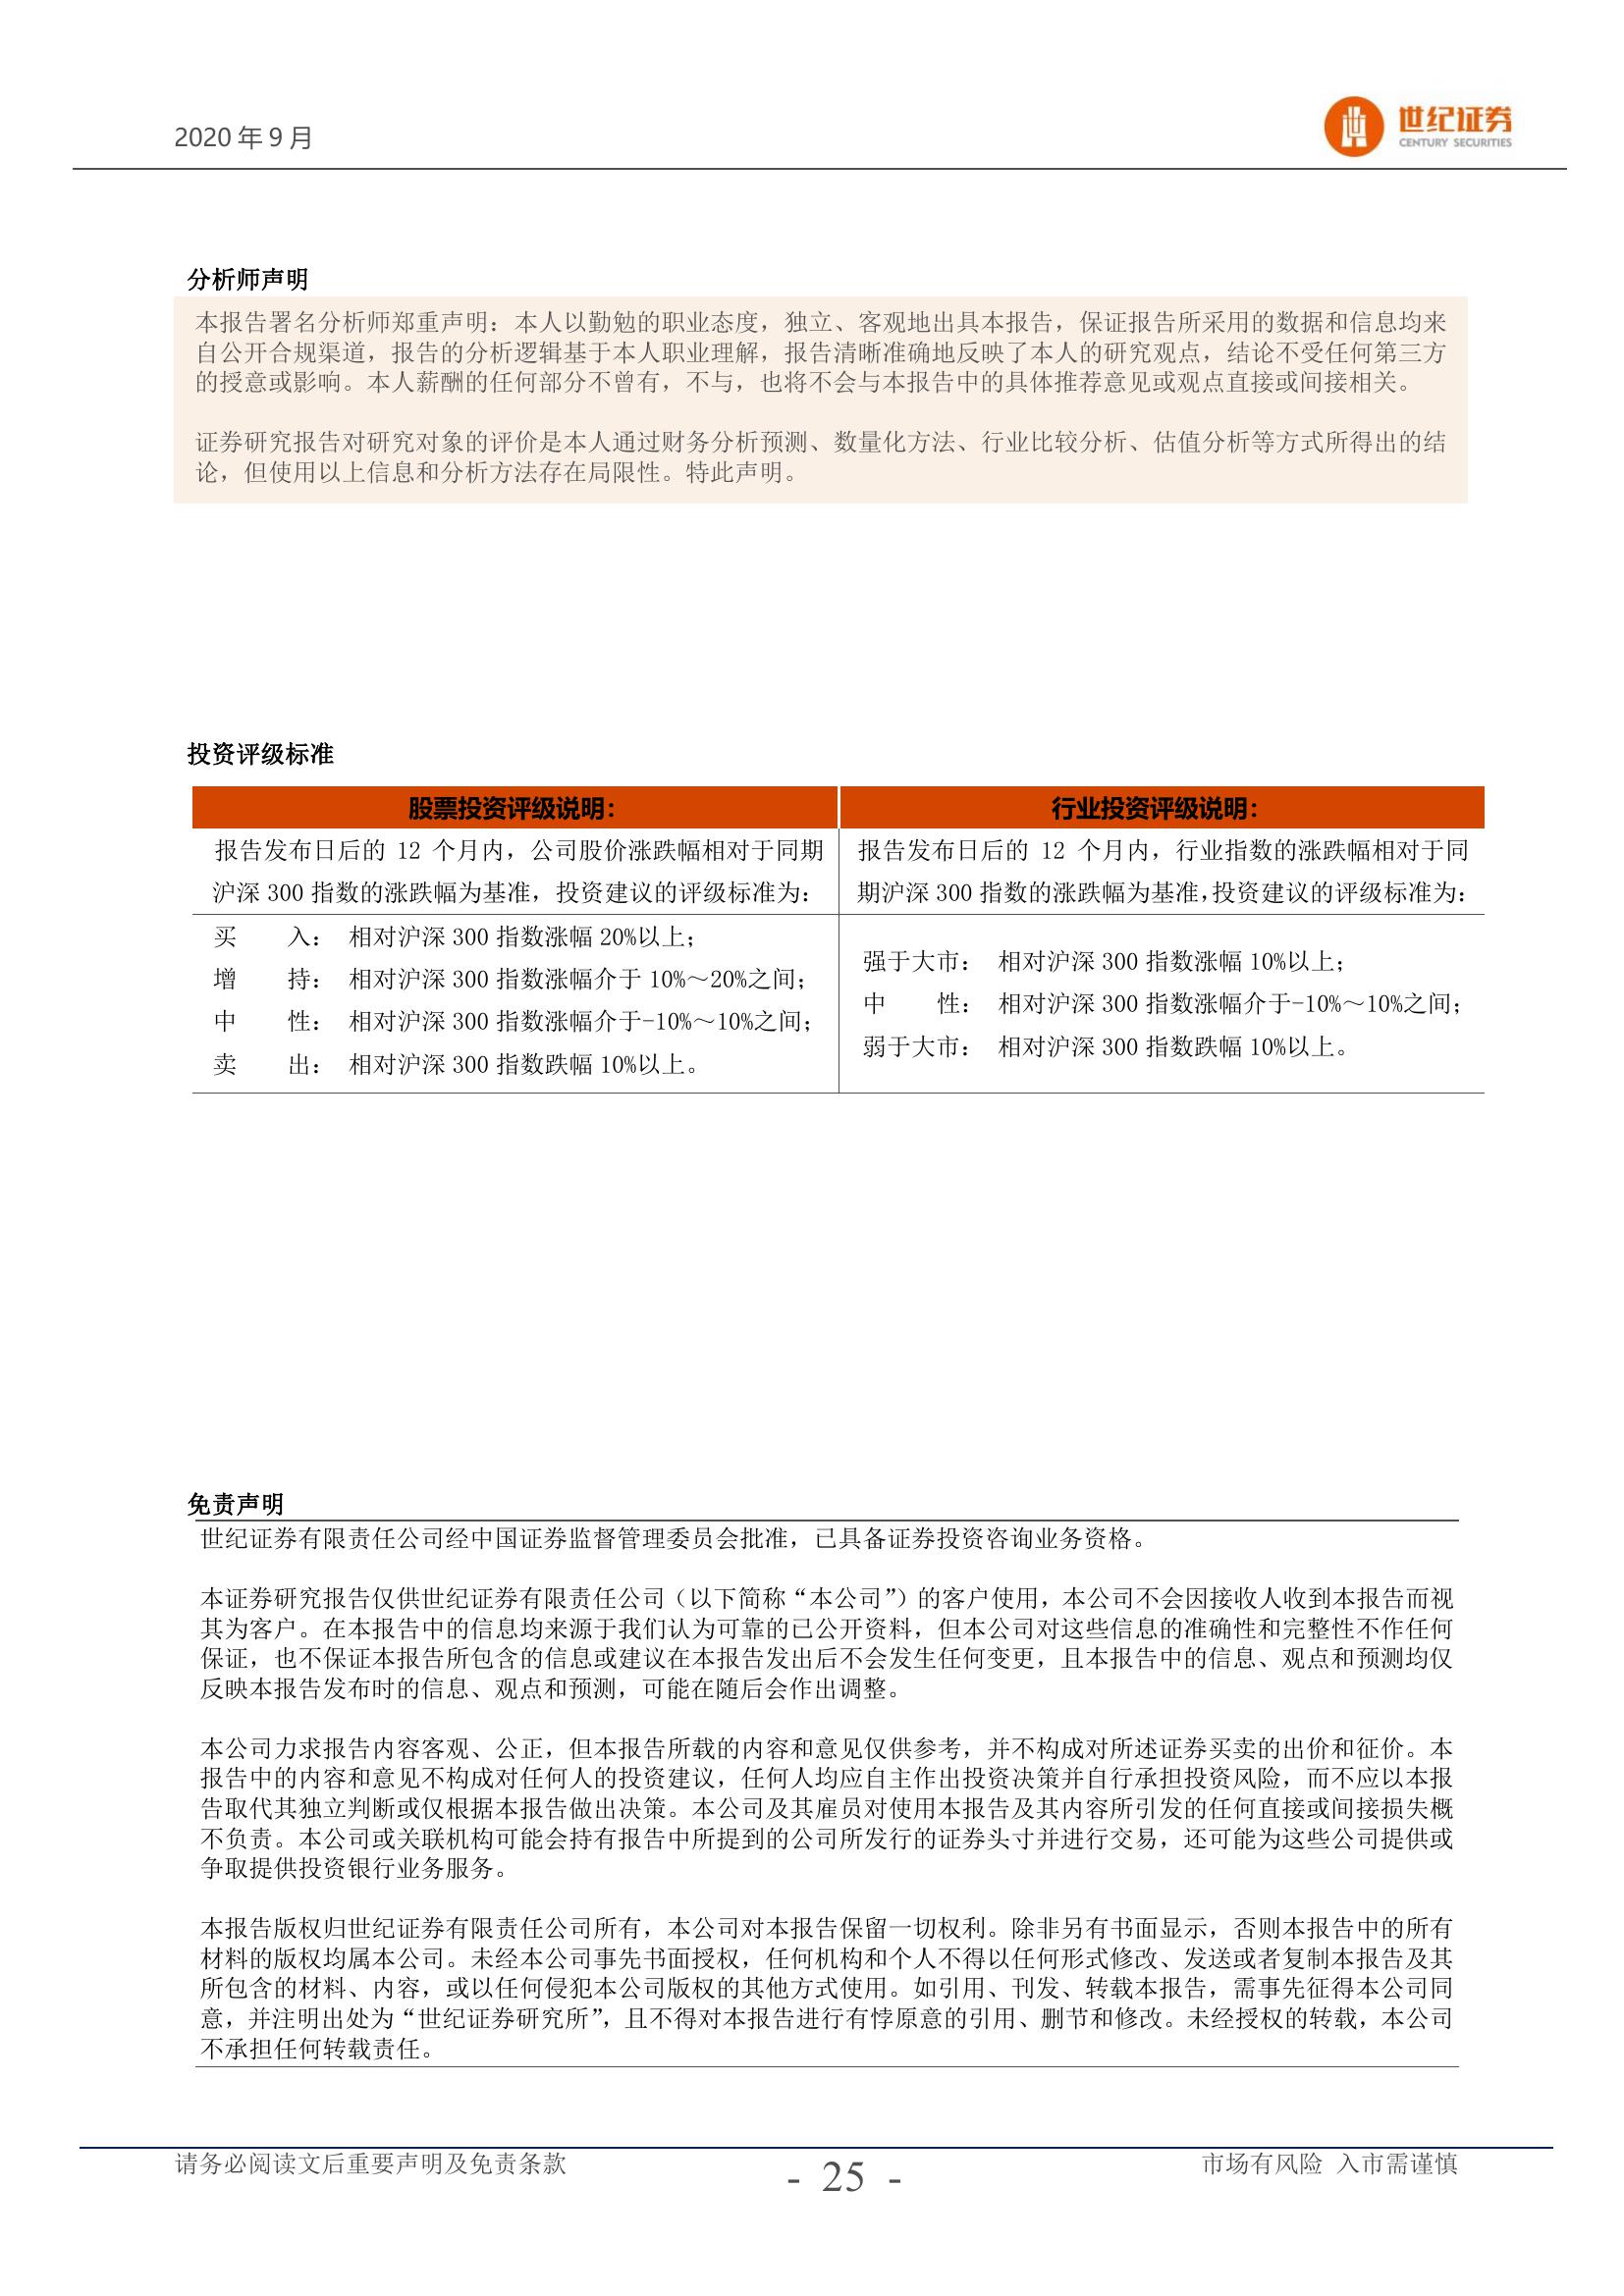 2020 年 9 月
世纪证券
CENTURY SECURITIES
分析师声明
本报告署名分析师郑重声明：本人以勤勉的职业态度，独立、客观地出具本报告，保证报告所采用的数据和信息均来
自公开合规渠道，报告的分析逻辑基于本人职业理解，报告清晰准确地反映了本人的研究观点，结论不受任何第三方
的授意或影响。本人薪酬的任何部分不曾有，不与，也将不会与本报告中的具体推荐意见或观点直接或间接相关。
证券研究报告对研究对象的评价是本人通过财务分析预测、数量化方法、行业比较分析、估值分析等方式所得出的结
论，但使用以上信息和分析方法存在局限性。特此声明。
投资评级标准
股票投资评级说明：
报告发布日后的 12 个月内，公司股价涨跌幅相对于同期
沪深 300 指数的涨跌幅为基准，投资建议的评级标准为：
买　　入： 相对沪深 300 指数涨幅 20%以上；
增　　持： 相对沪深 300 指数涨幅介于 10%～20%之间；
中　　性： 相对沪深 300 指数涨幅介于-10%～10%之间；
卖　　出： 相对沪深 300 指数跌幅 10%以上。
行业投资评级说明：
报告发布日后的 12 个月内，行业指数的涨跌幅相对于同
期沪深 300 指数的涨跌幅为基准，投资建议的评级标准为：
强于大市： 相对沪深 300 指数涨幅 10%以上；
中　　性： 相对沪深 300 指数涨幅介于-10%～10%之间；
弱于大市： 相对沪深 300 指数跌幅 10%以上。
免责声明
世纪证券有限责任公司经中国证券监督管理委员会批准，已具备证券投资咨询业务资格。
本证券研究报告仅供世纪证券有限责任公司（以下简称“本公司”）的客户使用，本公司不会因接收人收到本报告而视
其为客户。在本报告中的信息均来源于我们认为可靠的已公开资料，但本公司对这些信息的准确性和完整性不作任何
保证，也不保证本报告所包含的信息或建议在本报告发出后不会发生任何变更，且本报告中的信息、观点和预测均仅
反映本报告发布时的信息、观点和预测，可能在随后会作出调整。
本公司力求报告内容客观、公正，但本报告所载的内容和意见仅供参考，并不构成对所述证券买卖的出价和征价。本
报告中的内容和意见不构成对任何人的投资建议，任何人均应自主作出投资决策并自行承担投资风险，而不应以本报
告取代其独立判断或仅根据本报告做出决策。本公司及其雇员对使用本报告及其内容所引发的任何直接或间接损失概
不负责。本公司或关联机构可能会持有报告中所提到的公司所发行的证券头寸并进行交易，还可能为这些公司提供或
争取提供投资银行业务服务。
本报告版权归世纪证券有限责任公司所有，本公司对本报告保留一切权利。除非另有书面显示，否则本报告中的所有
材料的版权均属本公司。未经本公司事先书面授权，任何机构和个人不得以任何形式修改、发送或者复制本报告及其
所包含的材料、内容，或以任何侵犯本公司版权的其他方式使用。如引用、刊发、转载本报告，需事先征得本公司同
意，并注明出处为“世纪证券研究所”，且不得对本报告进行有悖原意的引用、删节和修改。未经授权的转载，本公司
不承担任何转载责任。
请务必阅读文后重要声明及免责条款
- 25 -
市场有风险 入市需谨慎